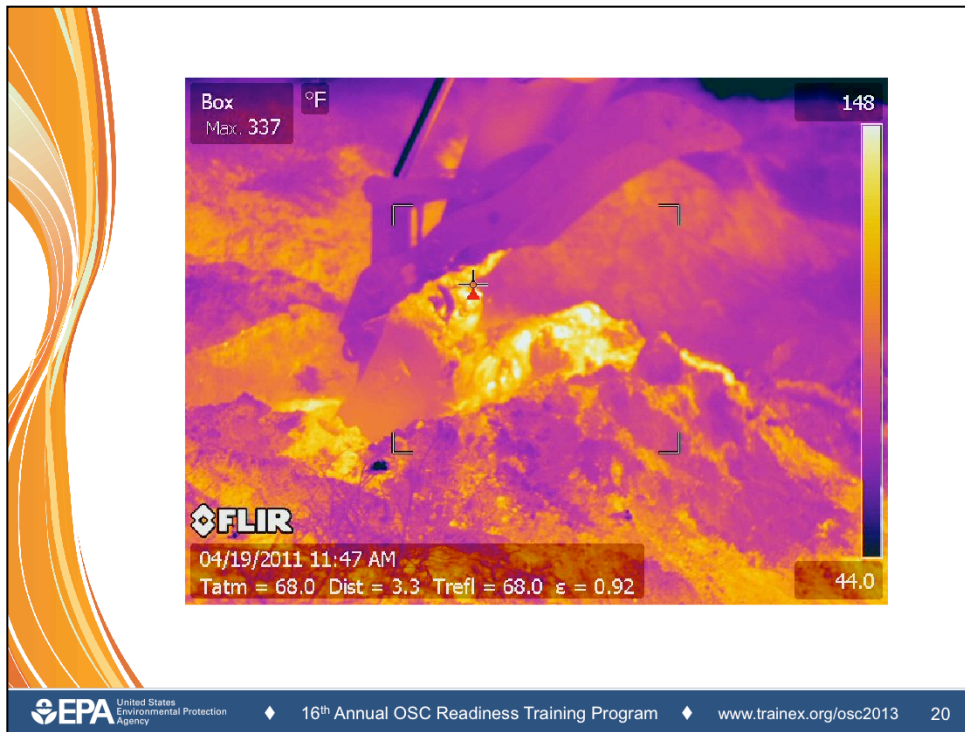 Box
°F
Max. 337
148
FLIR
04/19/2011 11:47 AM
Tatm = 68.0 Dist = 3.3 Trefl = 68.0 ε = 0.92
44.0
EPA United States Environmental Protection Agency ♦ 16th Annual OSC Readiness Training Program ♦ www.trainex.org/osc2013 20